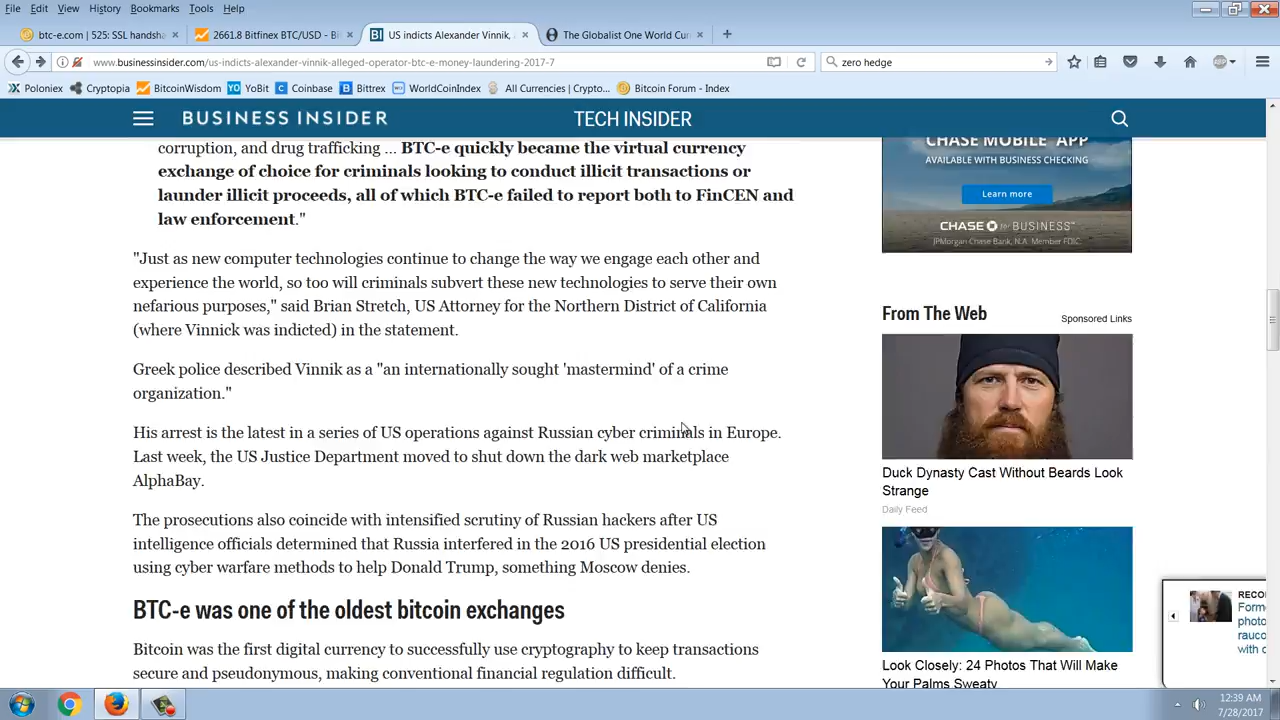 File Edit View History Bookmarks Tools Help
btc-e.com | 525: SSL handsha
2661.8 Bitfinex BTC/USD - Bi
US indicts Alexander Vinnik,
The Globalist One World Cur
www.businessinsider.com/us-indicts-alexander-vinnik-alleged-operator-btc-e-money-laundering-2017-7
zero hedge
Poloniex Cryptopia BitcoinWisdom YoBit Coinbase Bittrex WorldCoinIndex All Currencies | Crypto... Bitcoin Forum - Index
BUSINESS INSIDER
TECH INSIDER
corruption, and drug trafficking ... BTC-e quickly became the virtual currency
exchange of choice for criminals looking to conduct illicit transactions or
launder illicit proceeds, all of which BTC-e failed to report both to FinCEN and
law enforcement."
"Just as new computer technologies continue to change the way we engage each other and
experience the world, so too will criminals subvert these new technologies to serve their own
nefarious purposes," said Brian Stretch, US Attorney for the Northern District of California
(where Vinnick was indicted) in the statement.
Greek police described Vinnik as a "an internationally sought 'mastermind' of a crime
organization."
His arrest is the latest in a series of US operations against Russian cyber criminals in Europe.
Last week, the US Justice Department moved to shut down the dark web marketplace
AlphaBay.
The prosecutions also coincide with intensified scrutiny of Russian hackers after US
intelligence officials determined that Russia interfered in the 2016 US presidential election
using cyber warfare methods to help Donald Trump, something Moscow denies.
BTC-e was one of the oldest bitcoin exchanges
Bitcoin was the first digital currency to successfully use cryptography to keep transactions
secure and pseudonymous, making conventional financial regulation difficult.
CHASE MOBILE APP
AVAILABLE WITH BUSINESS CHECKING
Learn more
CHASE for BUSINESS
JPMorgan Chase Bank, N.A. Member FDIC.
From The Web
Sponsored Links
Duck Dynasty Cast Without Beards Look
Strange
Daily Feed
Look Closely: 24 Photos That Will Make
Your Palms Sweaty
RECO
Form
photo
rauco
with c
12:39 AM
7/28/2017